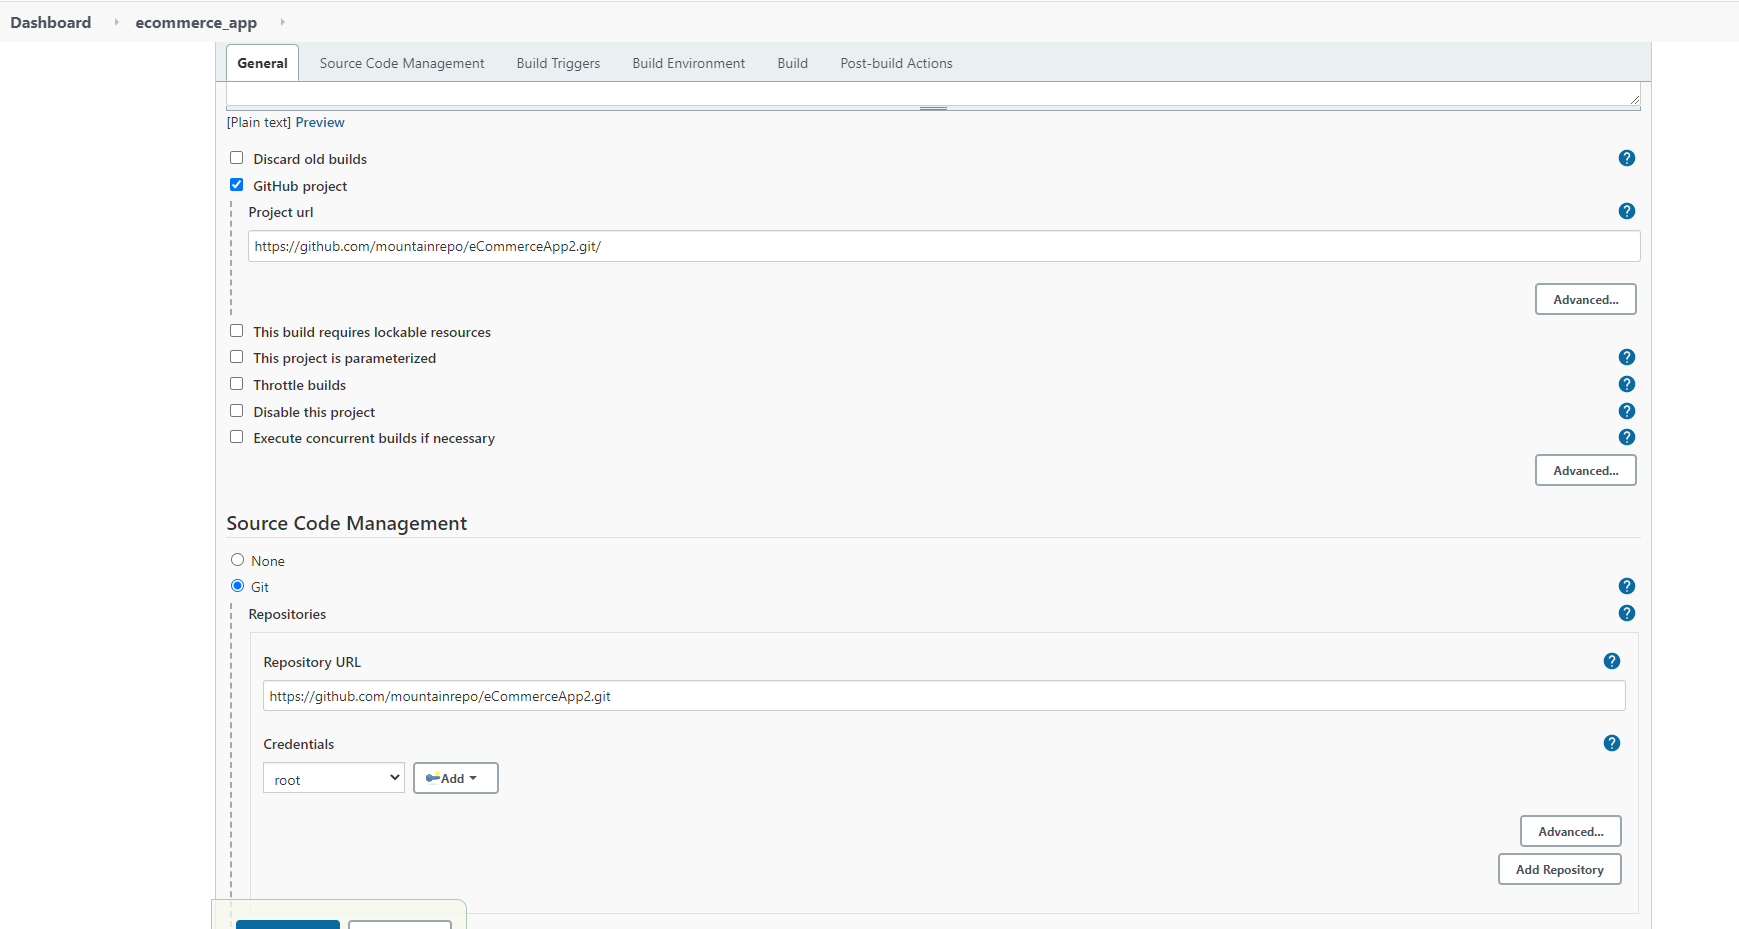 Dashboard ecommerce_app
General Source Code Management Build Triggers Build Environment Build Post-build Actions
[Plain text] Preview
Discard old builds ?
GitHub project
Project url ?
https://github.com/mountainrepo/eCommerceApp2.git/
Advanced...
This build requires lockable resources
This project is parameterized ?
Throttle builds ?
Disable this project ?
Execute concurrent builds if necessary ?
Advanced...
Source Code Management
None
Git ?
Repositories ?
Repository URL ?
https://github.com/mountainrepo/eCommerceApp2.git
Credentials ?
root Add
Advanced...
Add Repository